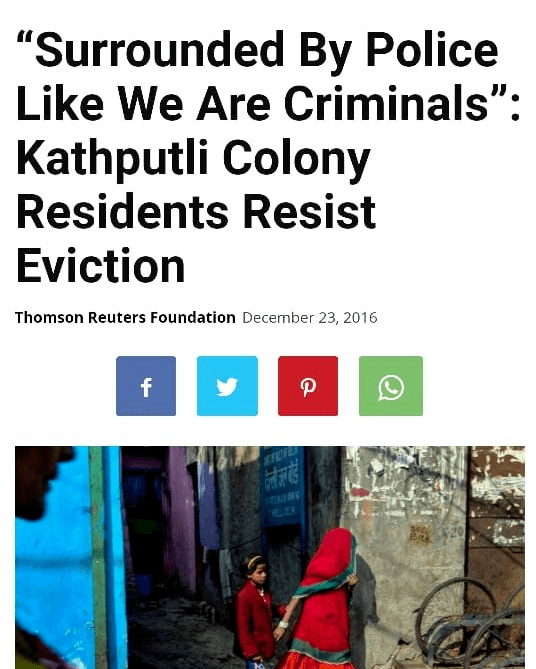 “Surrounded By Police
Like We Are Criminals”:
Kathputli Colony
Residents Resist
Eviction
Thomson Reuters Foundation December 23, 2016
f